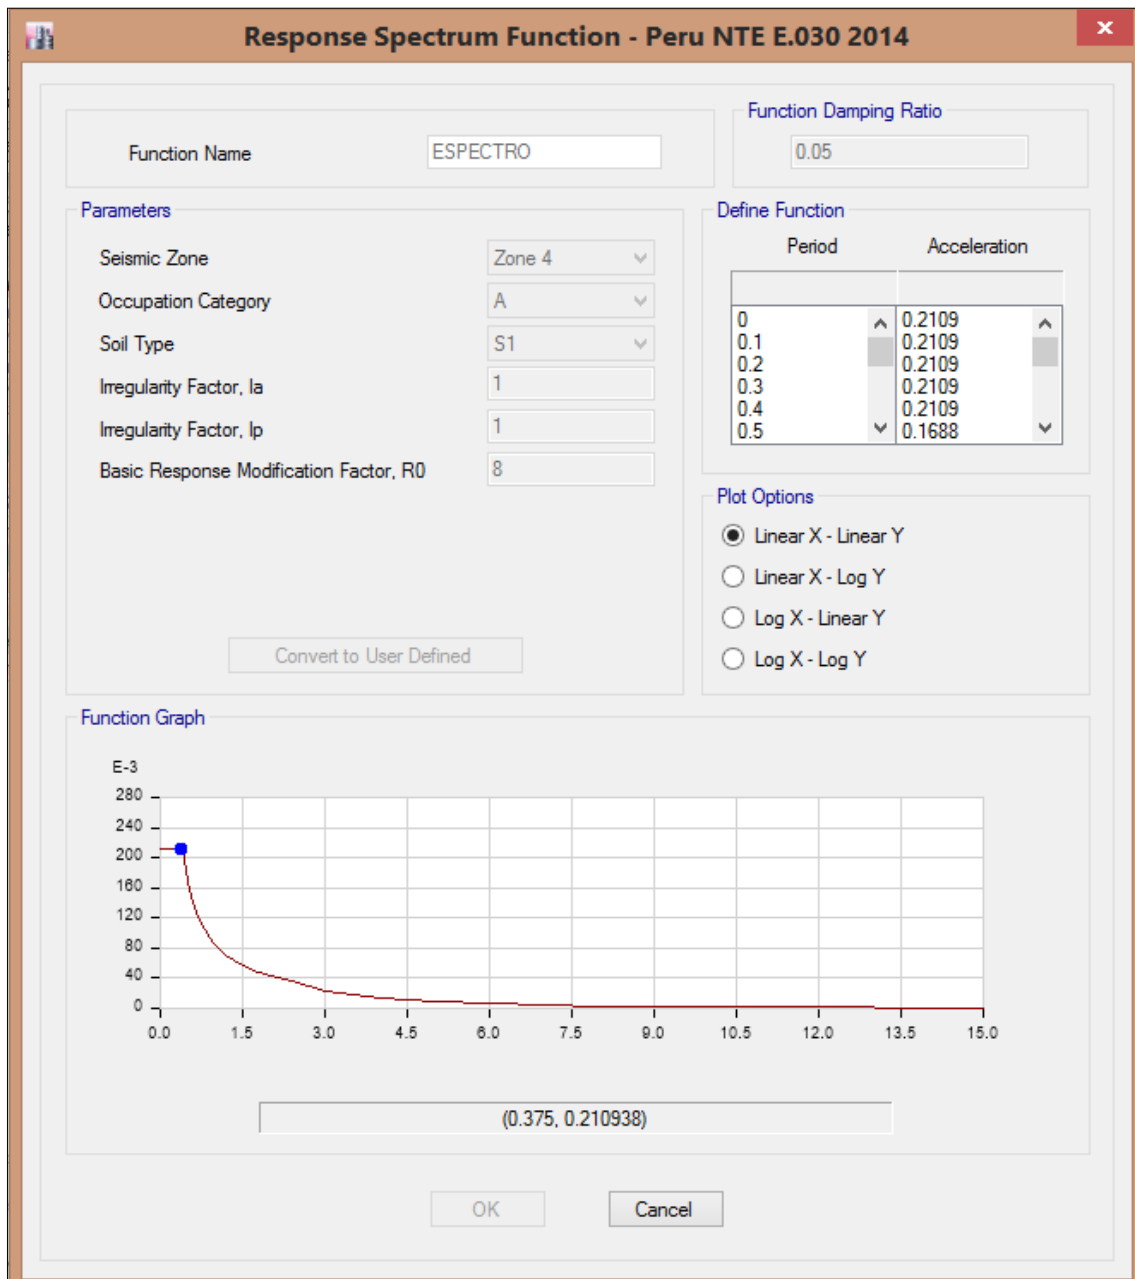 Response Spectrum Function - Peru NTE E.030 2014
x
Function Name
ESPECTRO
Function Damping Ratio
0.05
Parameters
Seismic Zone
Zone 4
Occupation Category
A
Soil Type
S1
Irregularity Factor, Ia
1
Irregularity Factor, Ip
1
Basic Response Modification Factor, R0
8
Convert to User Defined
Define Function
Period Acceleration
0 0.2109
0.1 0.2109
0.2 0.2109
0.3 0.2109
0.4 0.2109
0.5 0.1688
Plot Options
Linear X - Linear Y
Linear X - Log Y
Log X - Linear Y
Log X - Log Y
Function Graph
E-3
280
240
200
160
120
80
40
0
0.0 1.5 3.0 4.5 6.0 7.5 9.0 10.5 12.0 13.5 15.0
(0.375, 0.210938)
OK Cancel